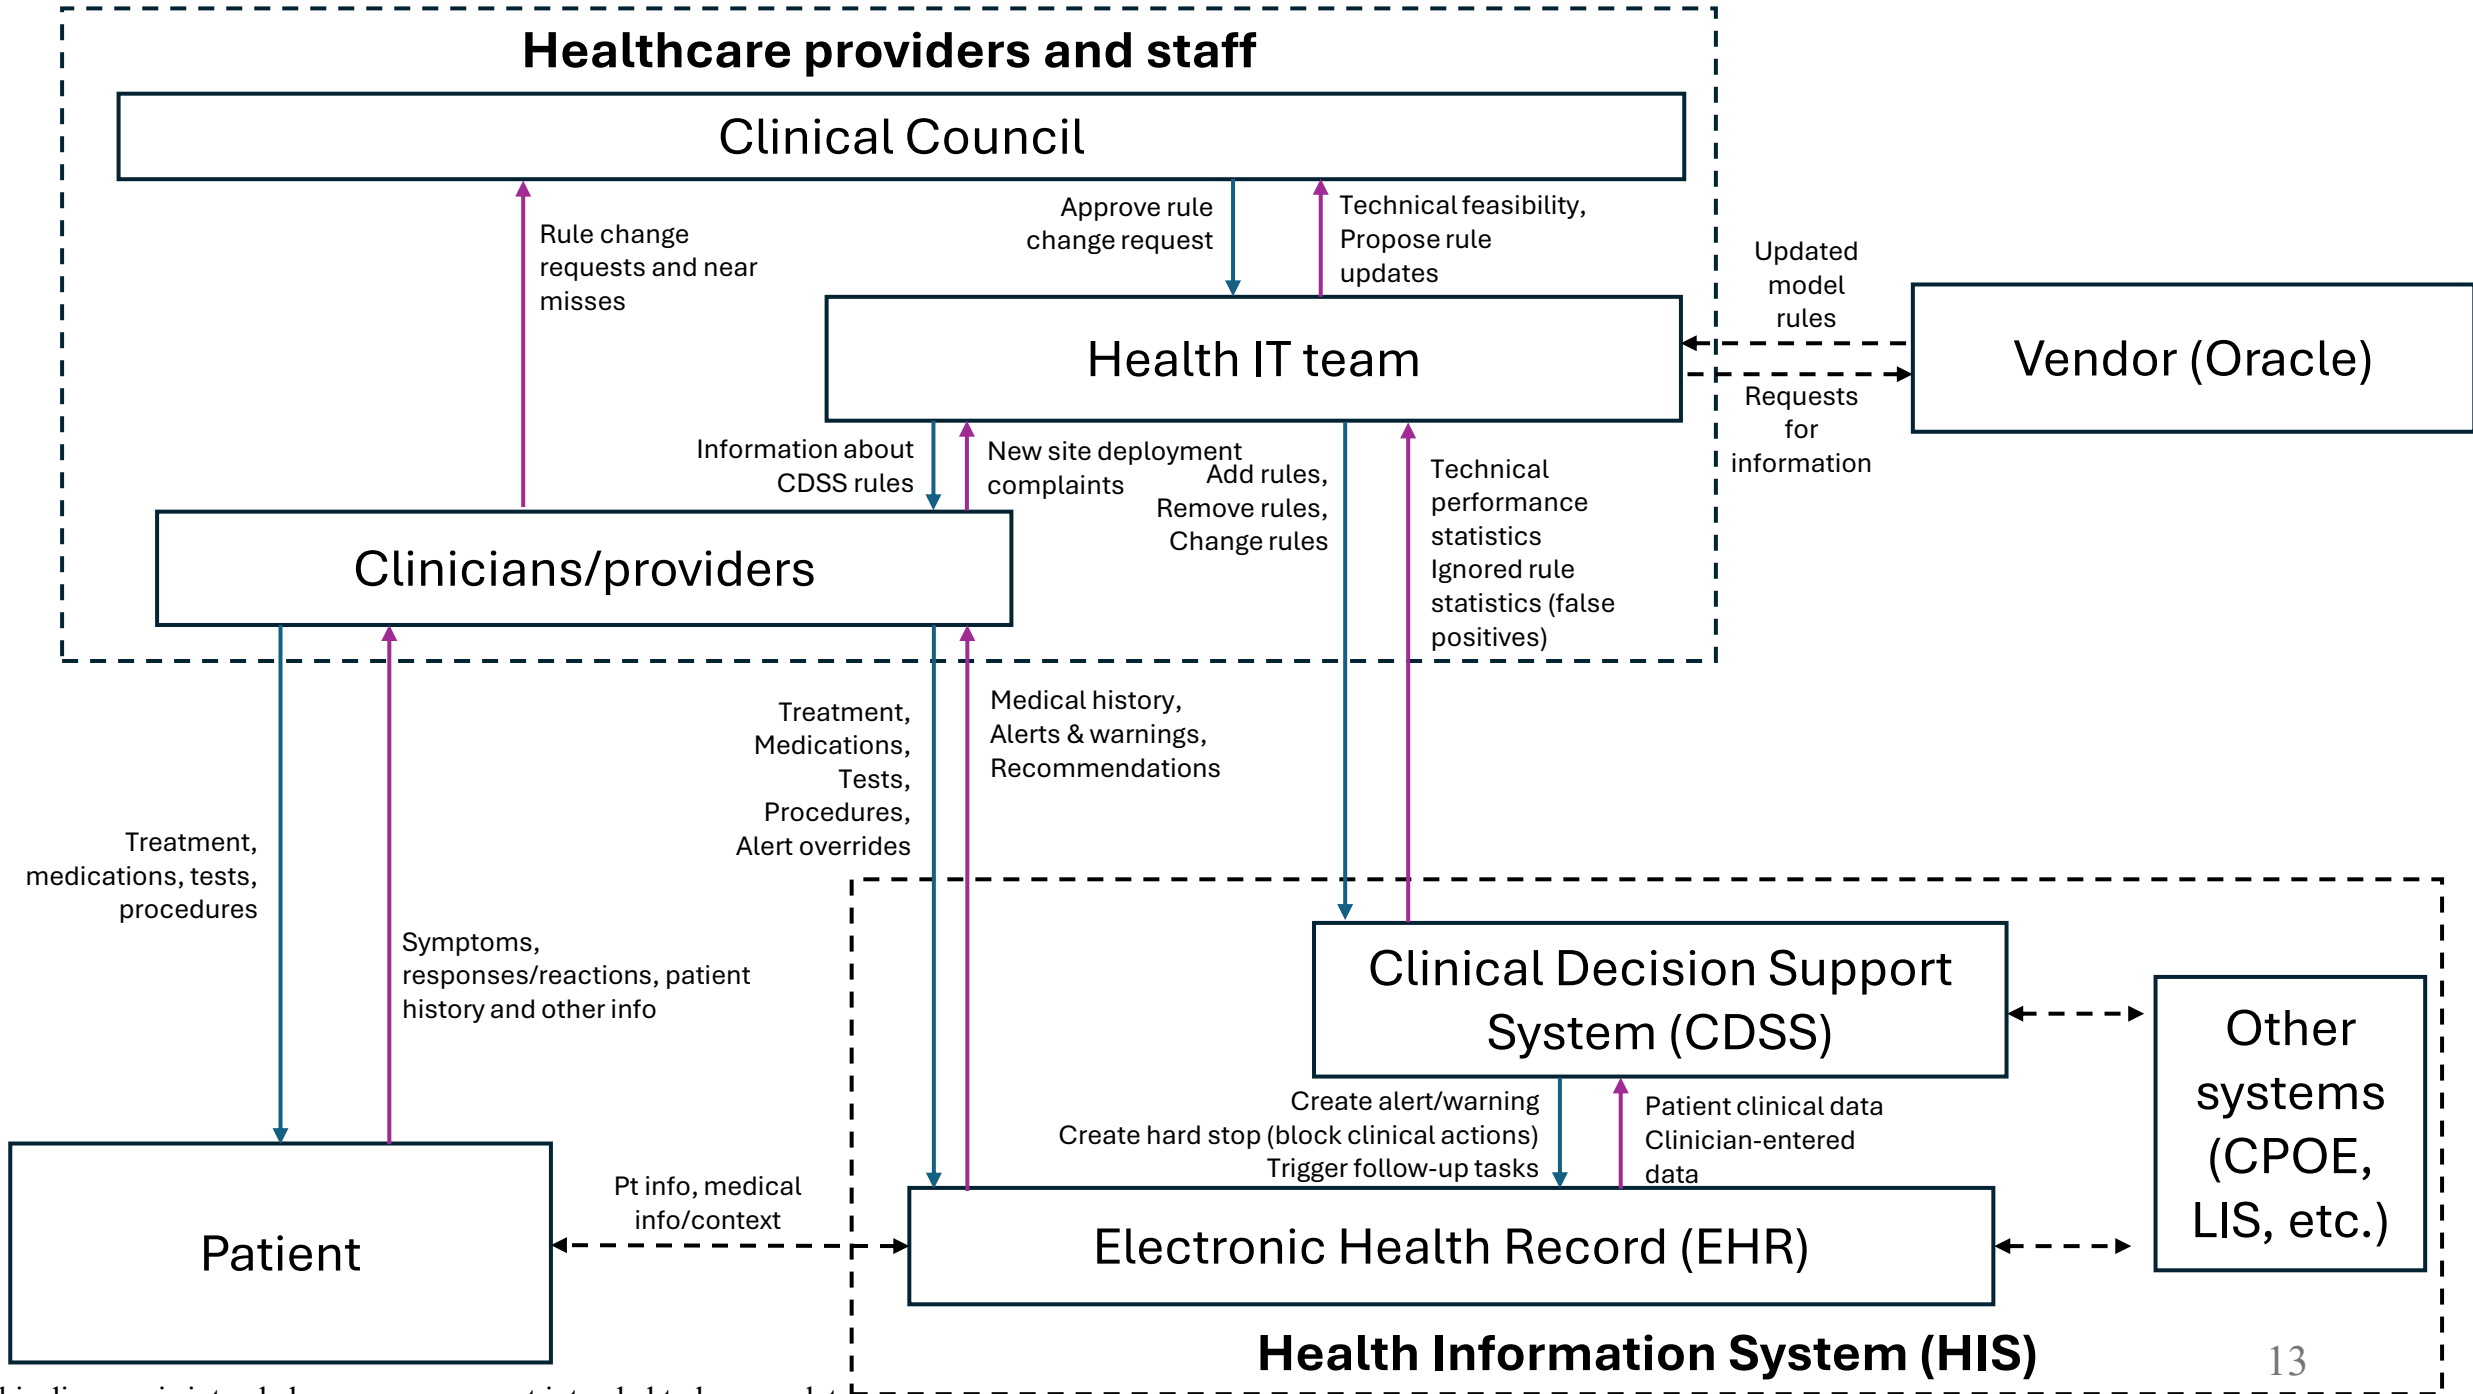 Healthcare providers and staff
Clinical Council
Rule change
requests and near
misses
Approve rule
change request
Technical feasibility,
Propose rule
updates
Updated
model
rules
Health IT team
Vendor (Oracle)
Requests
for
information
Information about
CDSS rules
New site deployment
complaints
Add rules,
Remove rules,
Change rules
Technical
performance
statistics
Ignored rule
statistics (false
positives)
Clinicians/providers
Treatment,
Medications,
Tests,
Procedures,
Alert overrides
Medical history,
Alerts & warnings,
Recommendations
Treatment,
medications, tests,
procedures
Symptoms,
responses/reactions, patient
history and other info
Clinical Decision Support
System (CDSS)
Other
systems
(CPOE,
LIS, etc.)
Create alert/warning
Create hard stop (block clinical actions)
Trigger follow-up tasks
Patient clinical data
Clinician-entered
data
Pt info, medical
info/context
Patient
Electronic Health Record (EHR)
Health Information System (HIS)
13